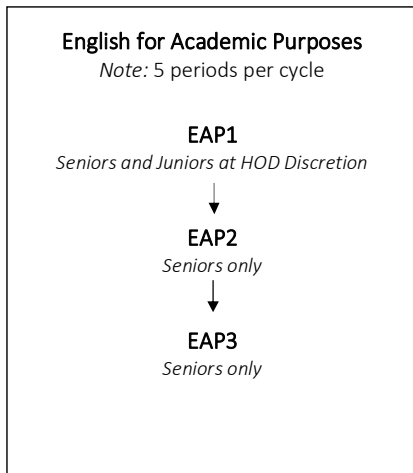 English for Academic Purposes
Note: 5 periods per cycle
EAP1
Seniors and Juniors at HOD Discretion
EAP2
Seniors only
EAP3
Seniors only